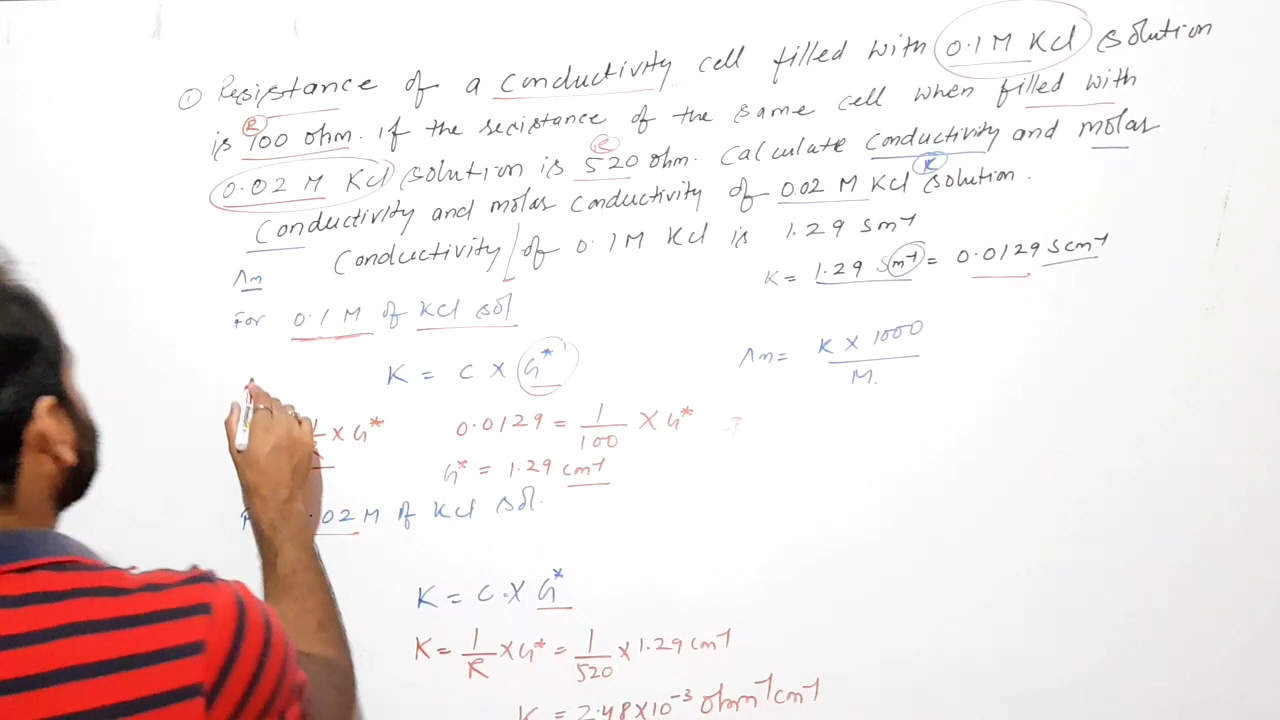 ① Resistance of a conductivity cell filled with 0.1 M KCl solution
is 100 ohm. if the resistance of the same cell when filled with
0.02 M KCl solution is 520 ohm. Calculate conductivity and molar
conductivity and molar conductivity of 0.02 M KCl solution.
Conductivity of 0.1 M KCl is 1.29 Sm⁻¹
R
R
K
K = 1.29 Sm⁻¹ = 0.0129 S cm⁻¹
Λm
For 0.1 M of KCl sol
K = C × G*
Λm = K × 1000 / M.
× G*
0.0129 = 1/100 × G*
G* = 1.29 cm⁻¹
02 M of KCl sol.
K = C . × G*
K = 1/R × G* = 1/520 × 1.29 cm⁻¹
K = 2.48 × 10⁻³ ohm⁻¹ cm⁻¹